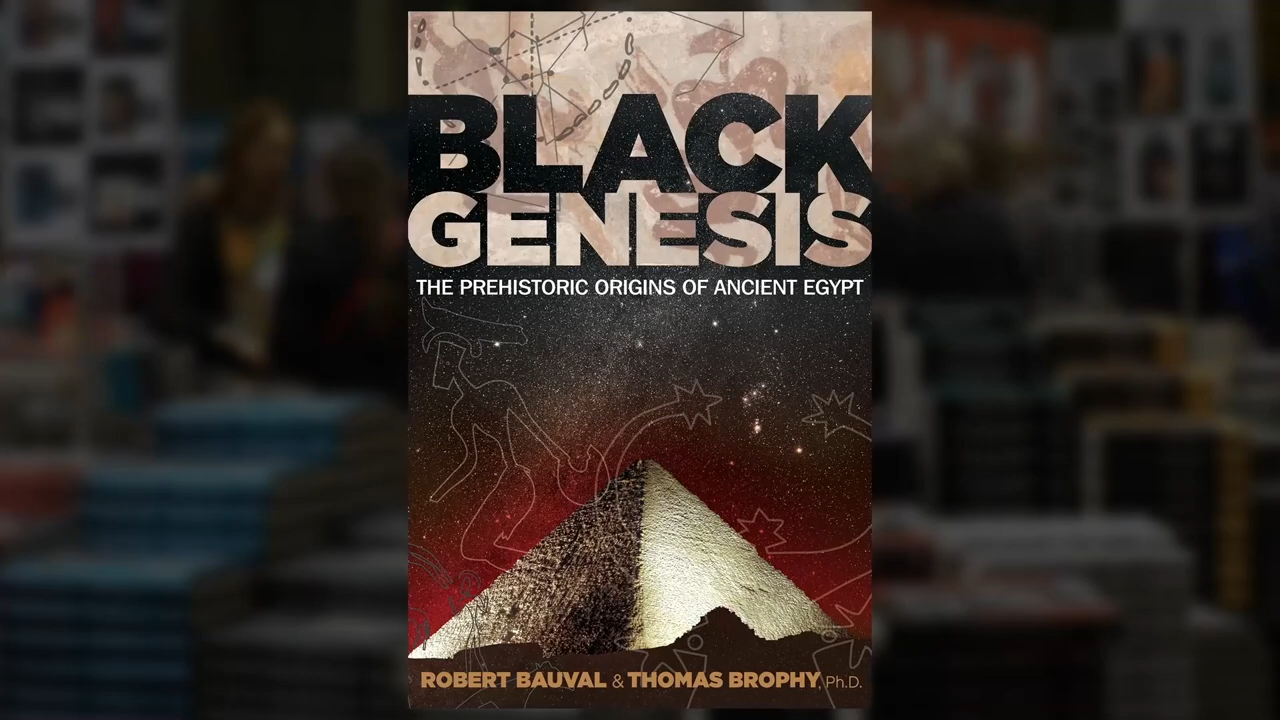 BLACK
GENESIS
THE PREHISTORIC ORIGINS OF ANCIENT EGYPT
ROBERT BAUVAL & THOMAS BROPHY, Ph.D.